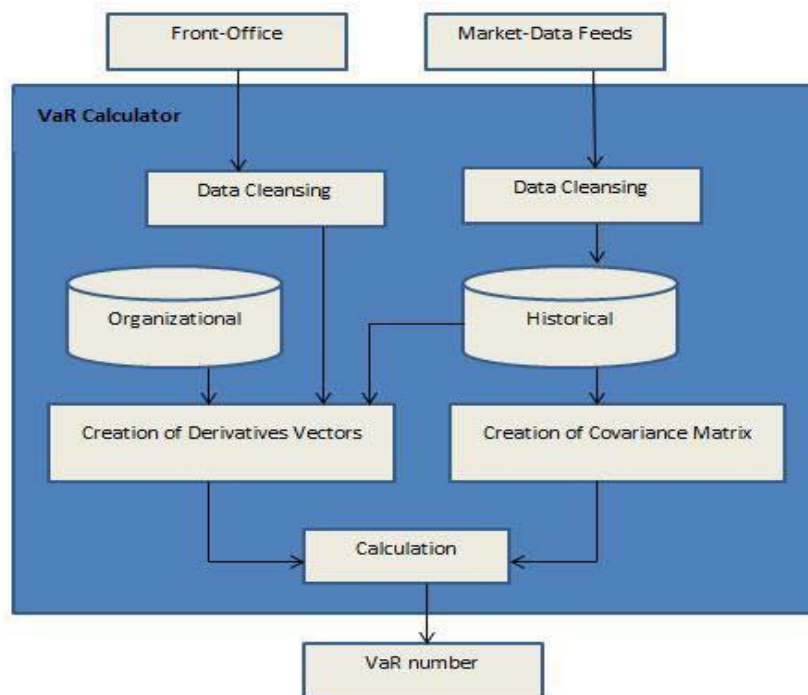 Front-Office
Market-Data Feeds
VaR Calculator
Data Cleansing
Data Cleansing
Organizational
Historical
Creation of Derivatives Vectors
Creation of Covariance Matrix
Calculation
VaR number